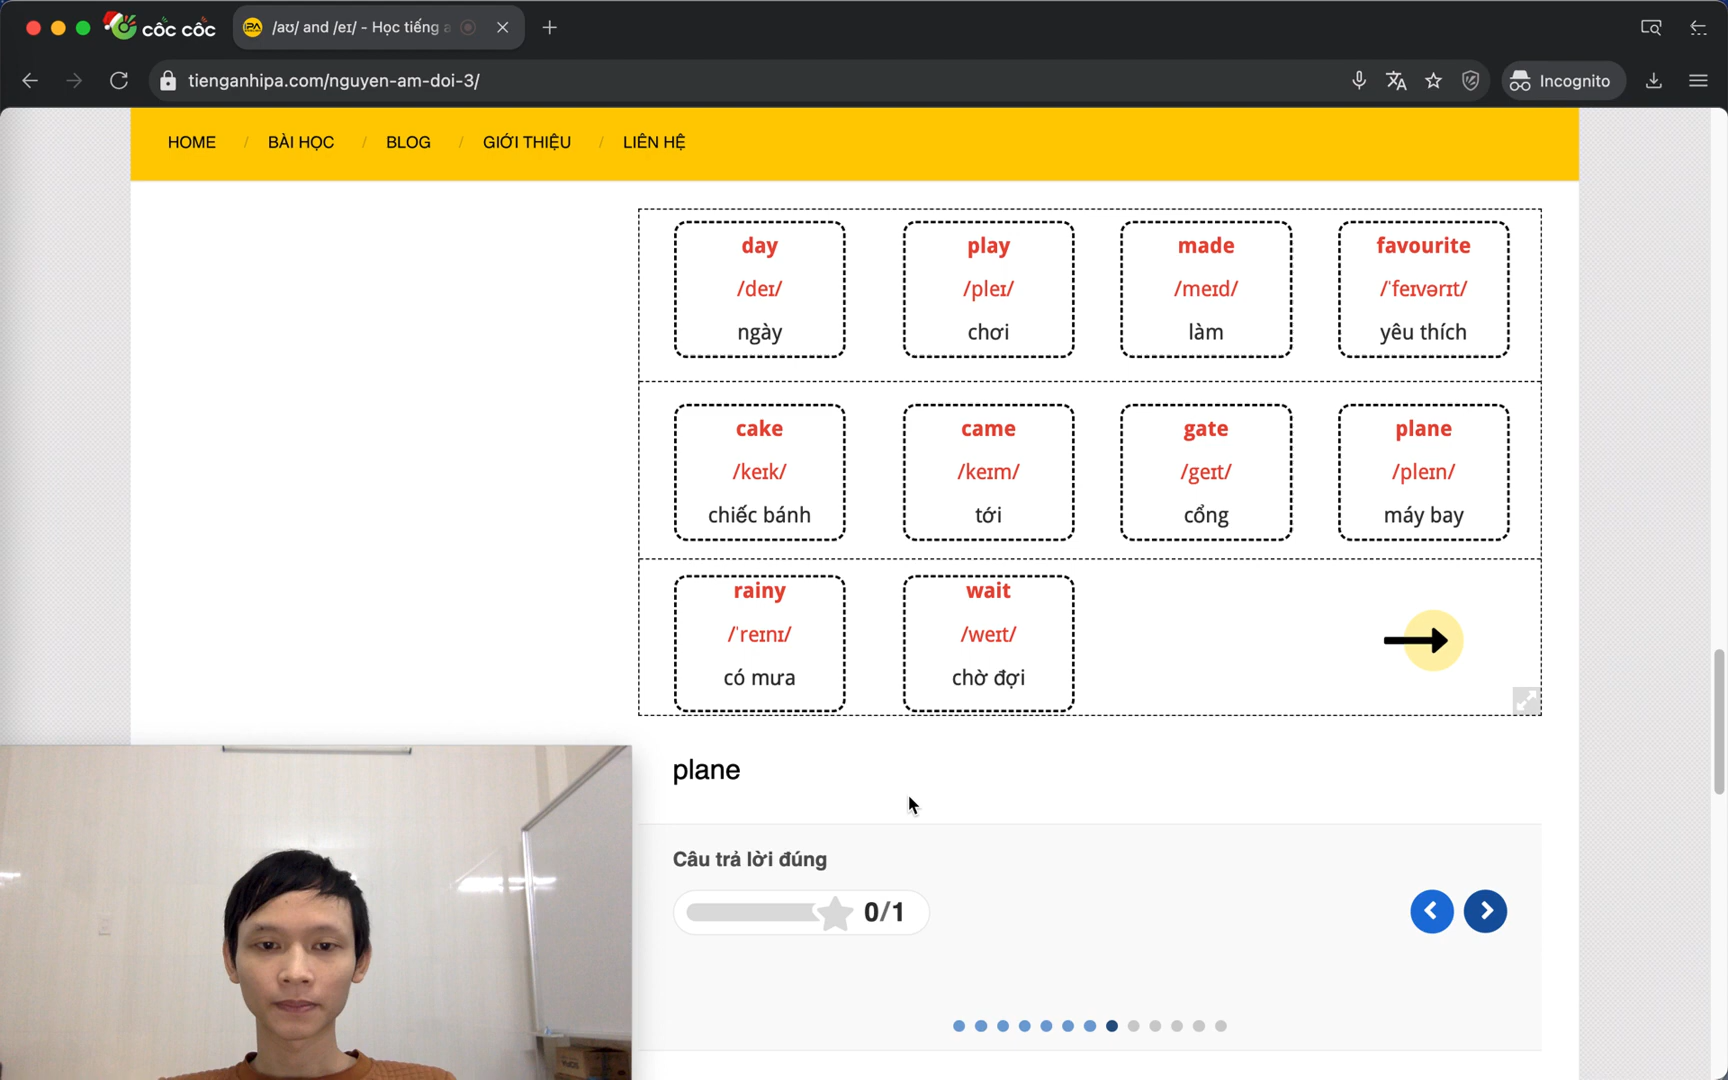 cốc cốc
/aʊ/ and /eɪ/ - Học tiếng a
tienganhipa.com/nguyen-am-doi-3/
Incognito
HOME / BÀI HỌC / BLOG / GIỚI THIỆU / LIÊN HỆ
day play made favourite
/deɪ/ /pleɪ/ /meɪd/ /ˈfeɪvərɪt/
ngày chơi làm yêu thích
cake came gate plane
/keɪk/ /keɪm/ /geɪt/ /pleɪn/
chiếc bánh tới cổng máy bay
rainy wait
/ˈreɪnɪ/ /weɪt/
có mưa chờ đợi
plane
Câu trả lời đúng
0/1